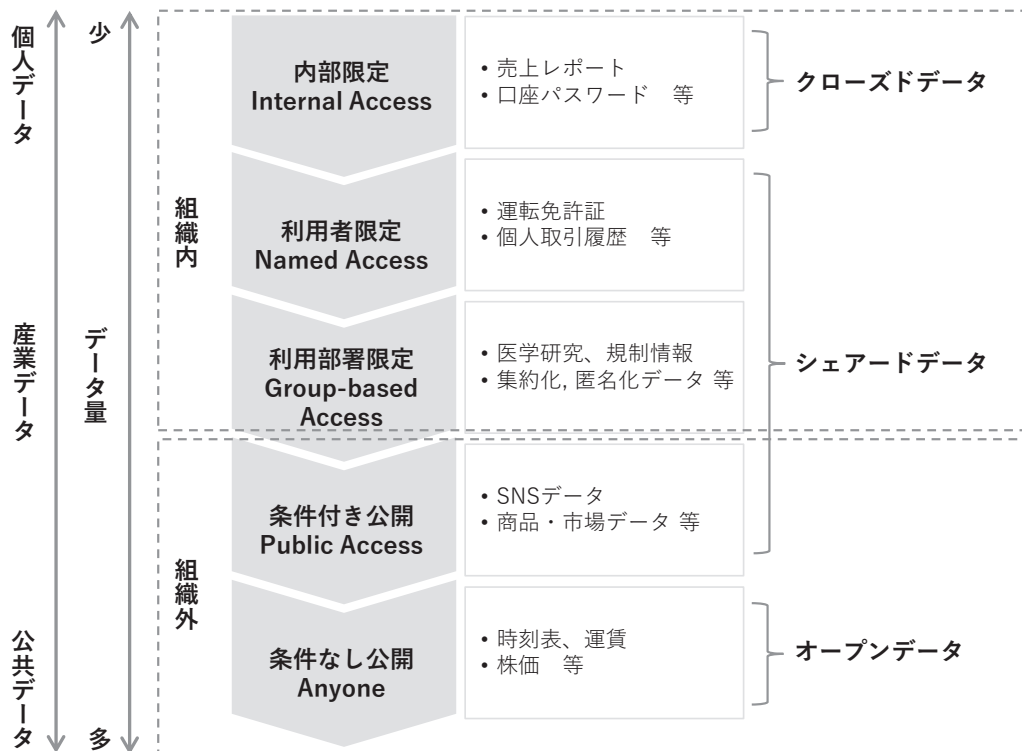 個人データ
産業データ
公共データ
少
データ量
多
組織内
内部限定
Internal Access
• 売上レポート
• 口座パスワード 等
クローズドデータ
利用者限定
Named Access
• 運転免許証
• 個人取引履歴 等
利用部署限定
Group-based
Access
• 医学研究、規制情報
• 集約化, 匿名化データ 等
シェアードデータ
組織外
条件付き公開
Public Access
• SNSデータ
• 商品・市場データ 等
条件なし公開
Anyone
• 時刻表、運賃
• 株価 等
オープンデータ